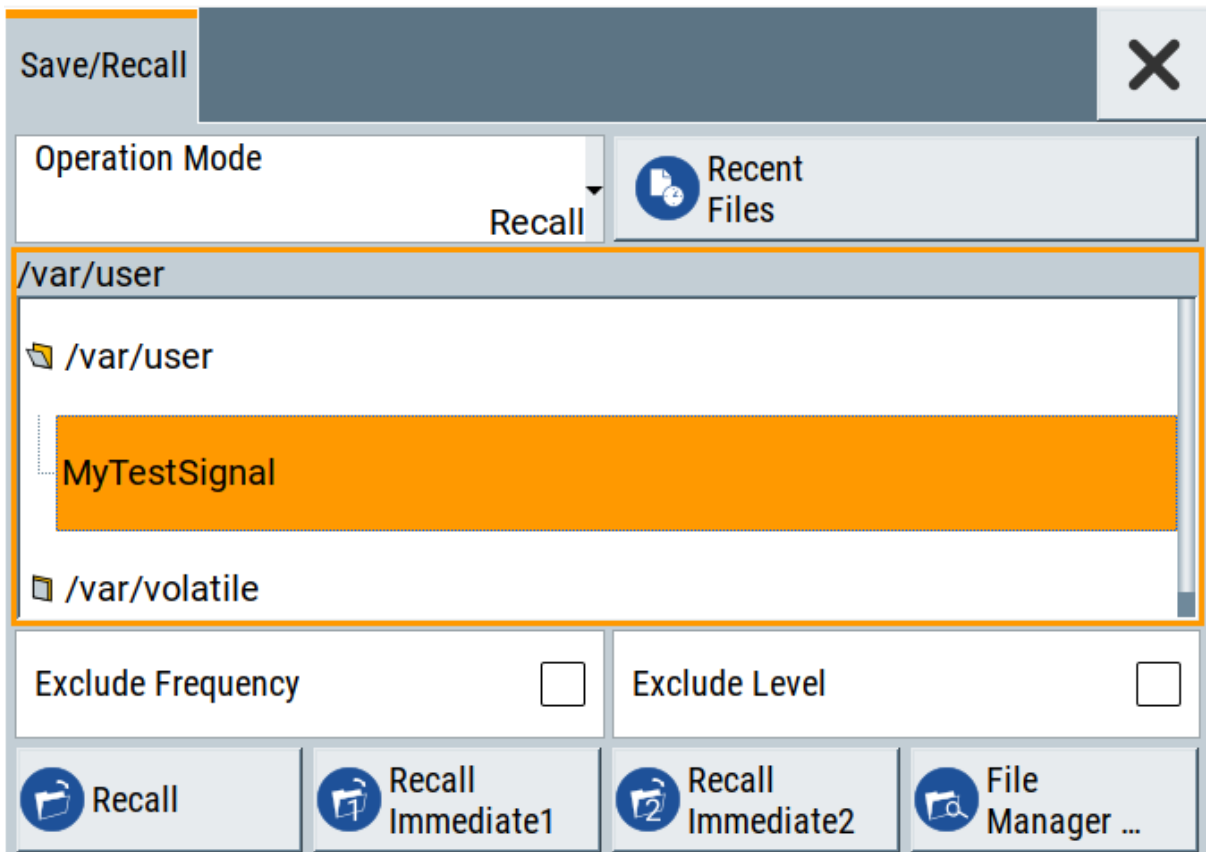 Save/Recall
Operation Mode
Recall
Recent
Files
/var/user
/var/user
MyTestSignal
/var/volatile
Exclude Frequency
Exclude Level
Recall
Recall
Immediate1
Recall
Immediate2
File
Manager ...